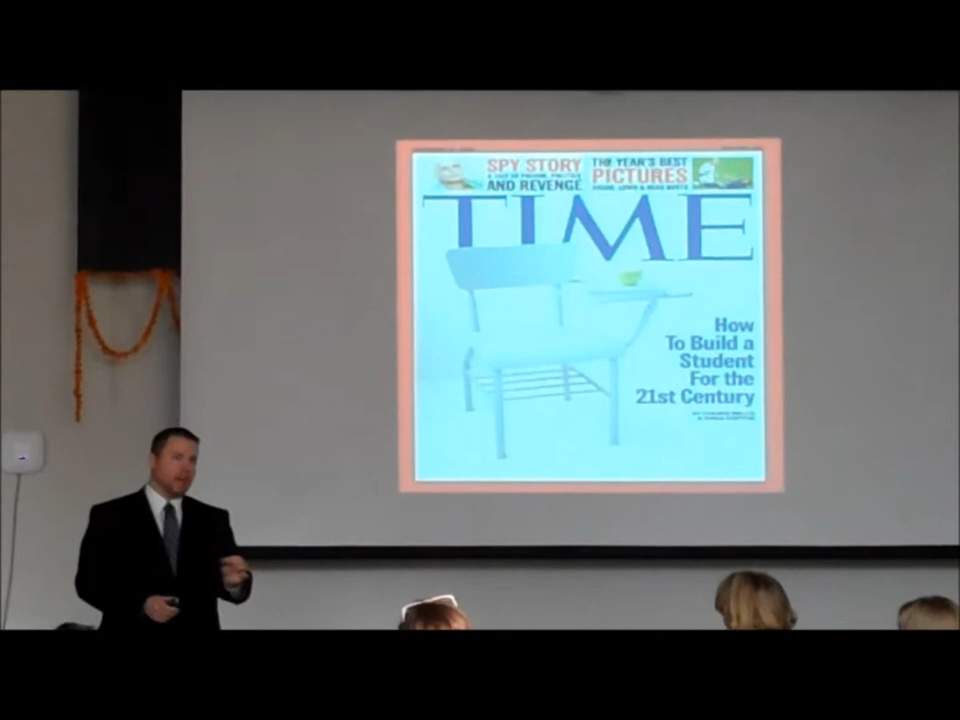 SPY STORY
AND REVENGE
THE YEAR'S BEST
PICTURES
TIME
How
To Build a
Student
For the
21st Century